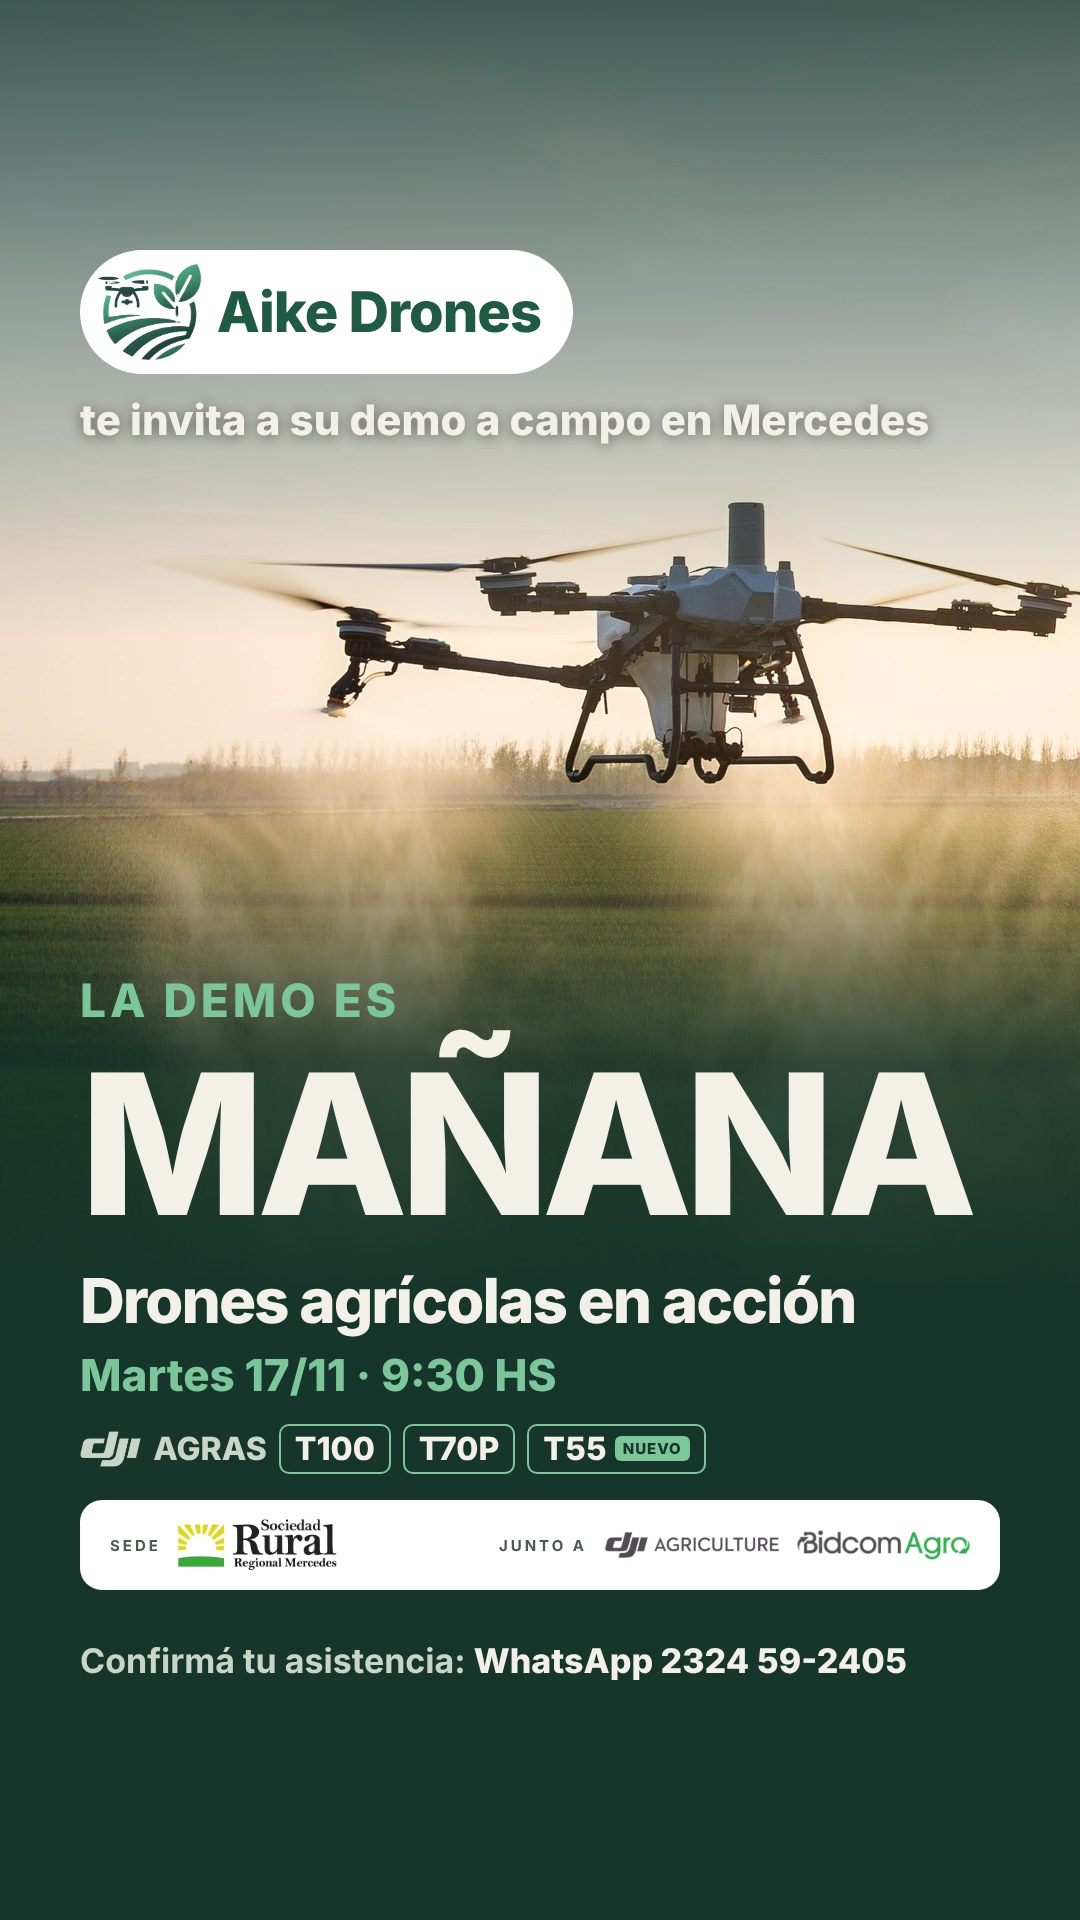 Aike Drones
te invita a su demo a campo en Mercedes
LA DEMO ES
MAÑANA
Drones agrícolas en acción
Martes 17/11 · 9:30 HS
dji AGRAS T100 T70P T55 NUEVO
SEDE Sociedad Rural Regional Mercedes JUNTO A dji AGRICULTURE BidcomAgro
Confirmá tu asistencia: WhatsApp 2324 59-2405